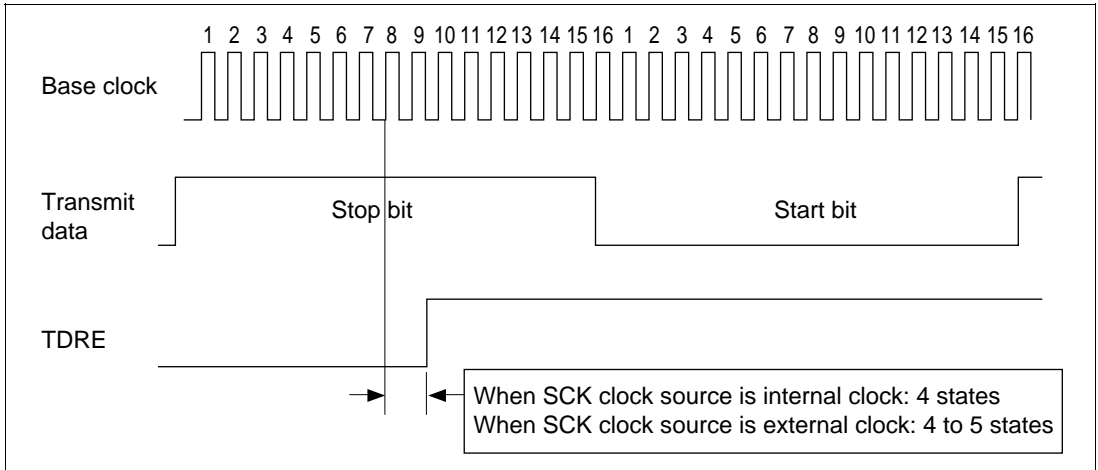 1 2 3 4 5 6 7 8 9 10 11 12 13 14 15 16 1 2 3 4 5 6 7 8 9 10 11 12 13 14 15 16
Base clock
Transmit
data
Stop bit
Start bit
TDRE
When SCK clock source is internal clock: 4 states
When SCK clock source is external clock: 4 to 5 states